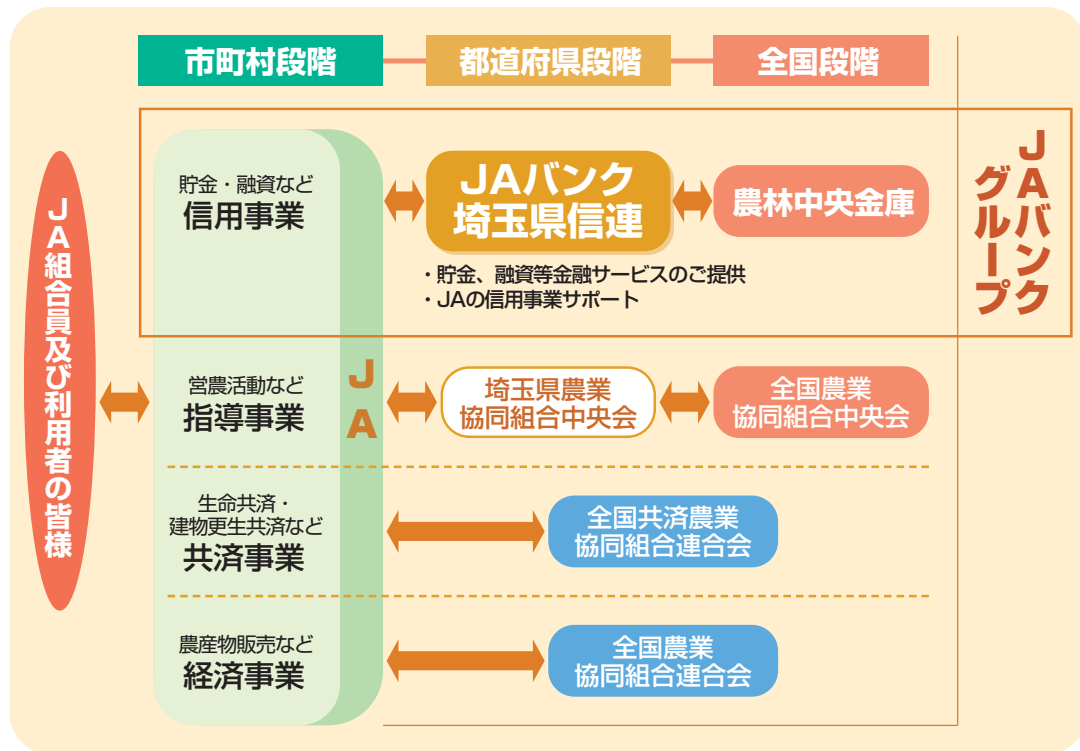 市町村段階
都道府県段階
全国段階
JAバンク
グループ
JA組合員及び利用者の皆様
貯金・融資など
信用事業
JAバンク
埼玉県信連
農林中央金庫
・貯金、融資等金融サービスのご提供
・JAの信用事業サポート
JA
営農活動など
指導事業
埼玉県農業
協同組合中央会
全国農業
協同組合中央会
生命共済・
建物更生共済など
共済事業
全国共済農業
協同組合連合会
農産物販売など
経済事業
全国農業
協同組合連合会